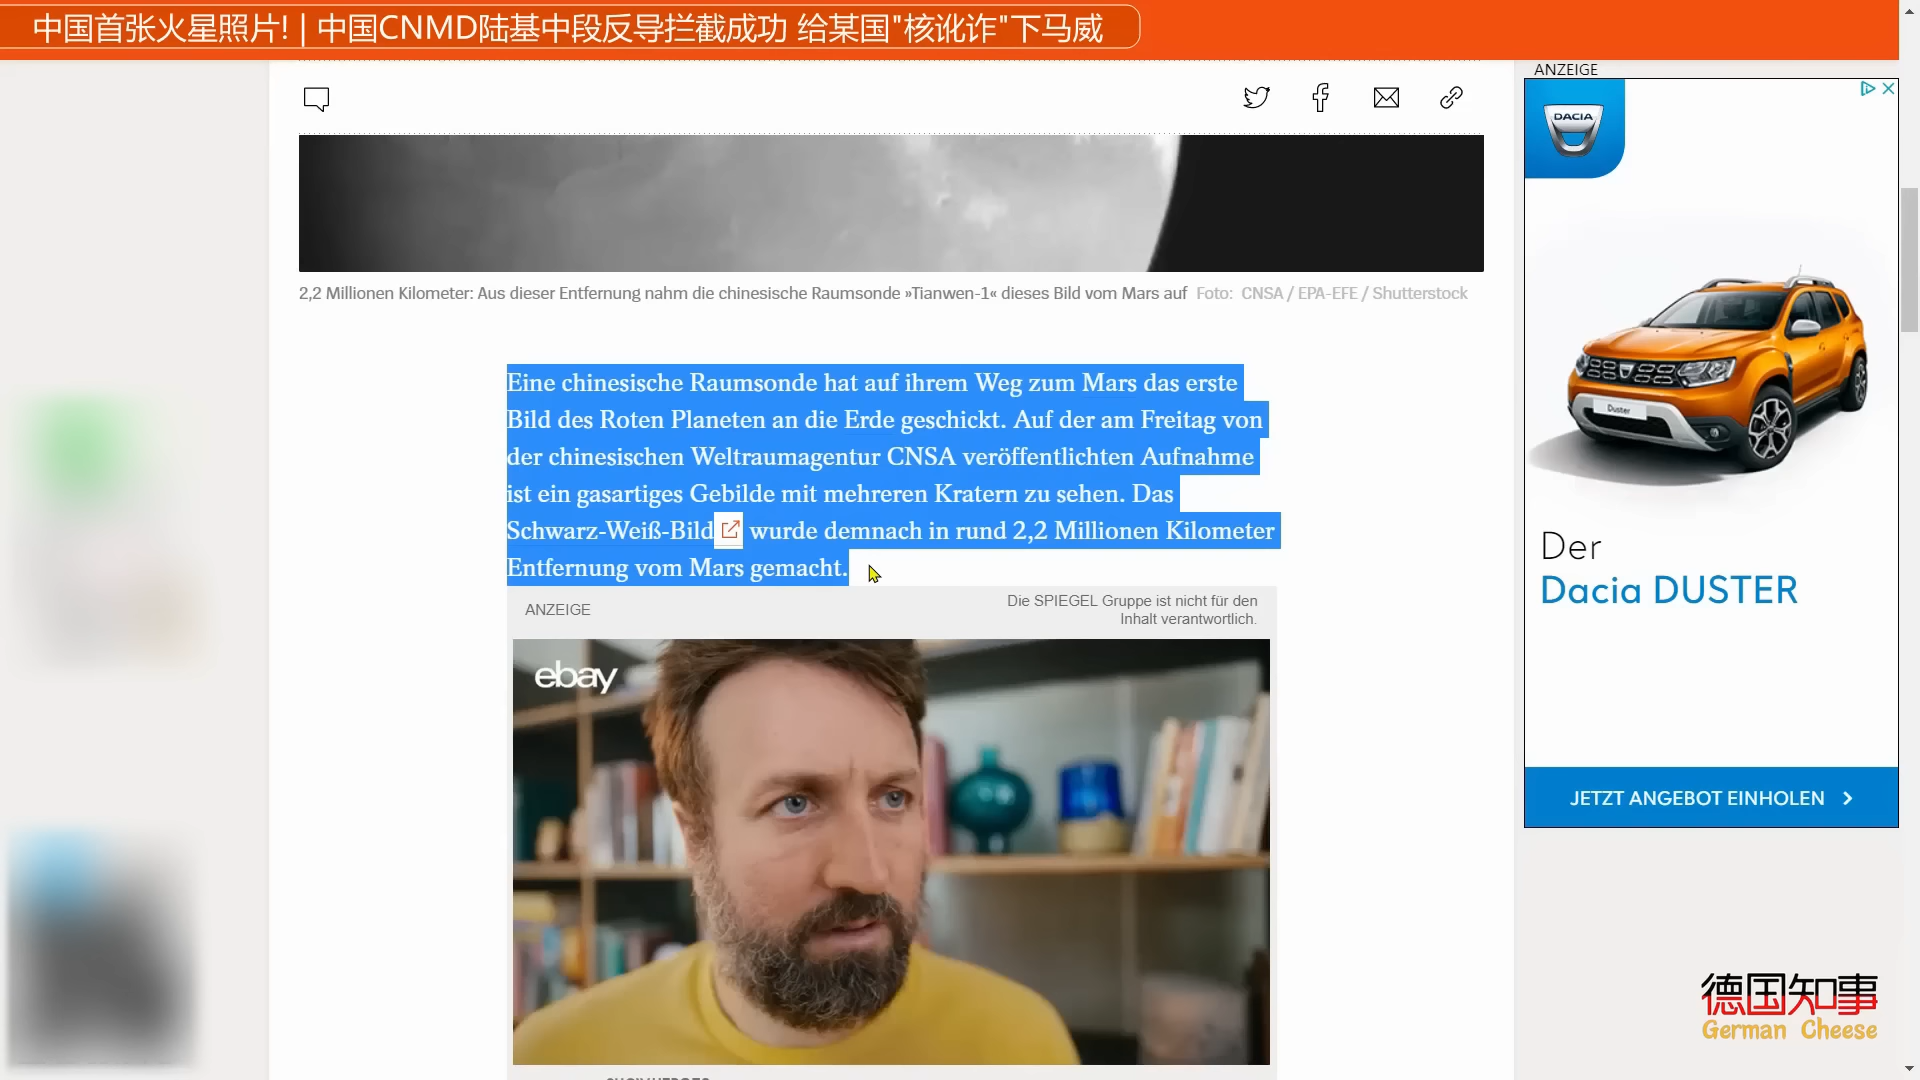 中国首张火星照片! | 中国CNMD陆基中段反导拦截成功 给某国"核讹诈"下马威
ANZEIGE
DACIA
2,2 Millionen Kilometer: Aus dieser Entfernung nahm die chinesische Raumsonde »Tianwen-1« dieses Bild vom Mars auf Foto: CNSA / EPA-EFE / Shutterstock
Eine chinesische Raumsonde hat auf ihrem Weg zum Mars das erste
Bild des Roten Planeten an die Erde geschickt. Auf der am Freitag von
der chinesischen Weltraumagentur CNSA veröffentlichten Aufnahme
ist ein gasartiges Gebilde mit mehreren Kratern zu sehen. Das
Schwarz-Weiß-Bild wurde demnach in rund 2,2 Millionen Kilometer
Entfernung vom Mars gemacht.
ANZEIGE
Die SPIEGEL Gruppe ist nicht für den
Inhalt verantwortlich.
ebay
Duster
Der
Dacia DUSTER
JETZT ANGEBOT EINHOLEN
德国知事
German Cheese